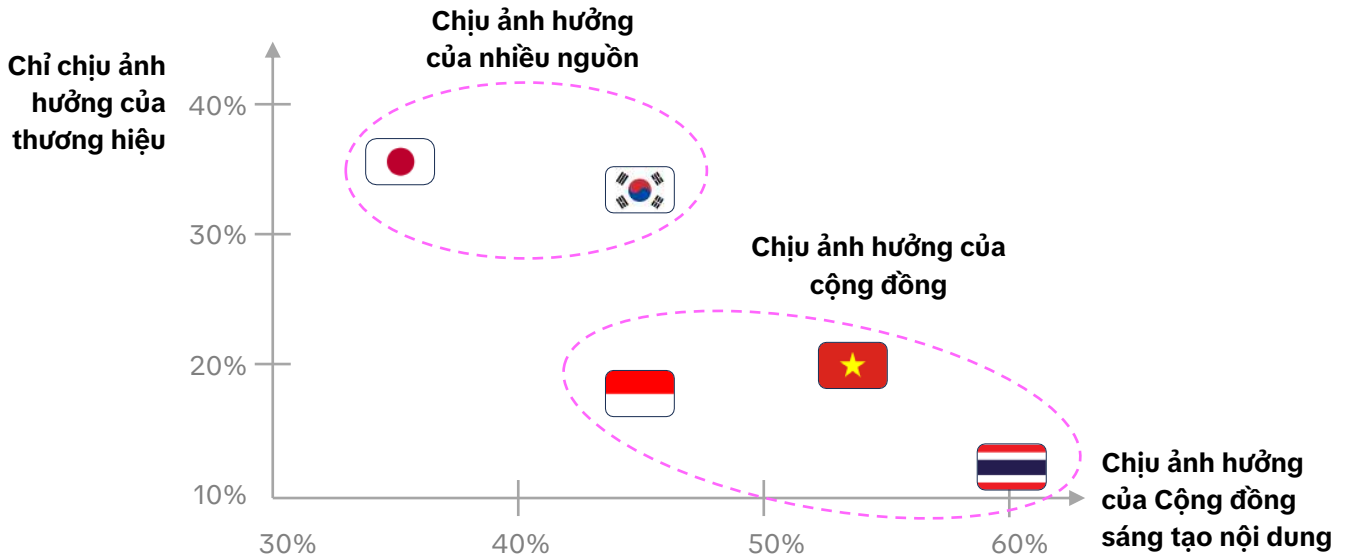 Chịu ảnh hưởng
của nhiều nguồn
Chỉ chịu ảnh
hưởng của
thương hiệu
40%
30%
Chịu ảnh hưởng của
cộng đồng
20%
10%
Chịu ảnh hưởng
của Cộng đồng
sáng tạo nội dung
30%
40%
50%
60%